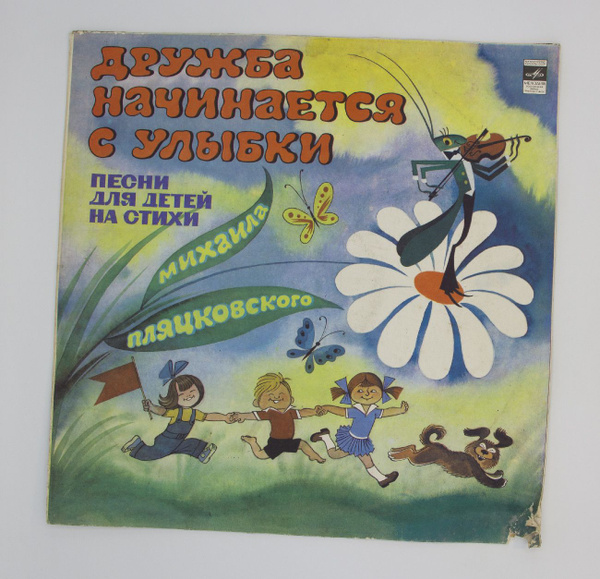 ДРУЖБА
НАЧИНАЕТСЯ
С УЛЫБКИ
ПЕСНИ
ДЛЯ ДЕТЕЙ
НА СТИХИ
МИХАИЛА
ПЛЯЦКОВСКОГО